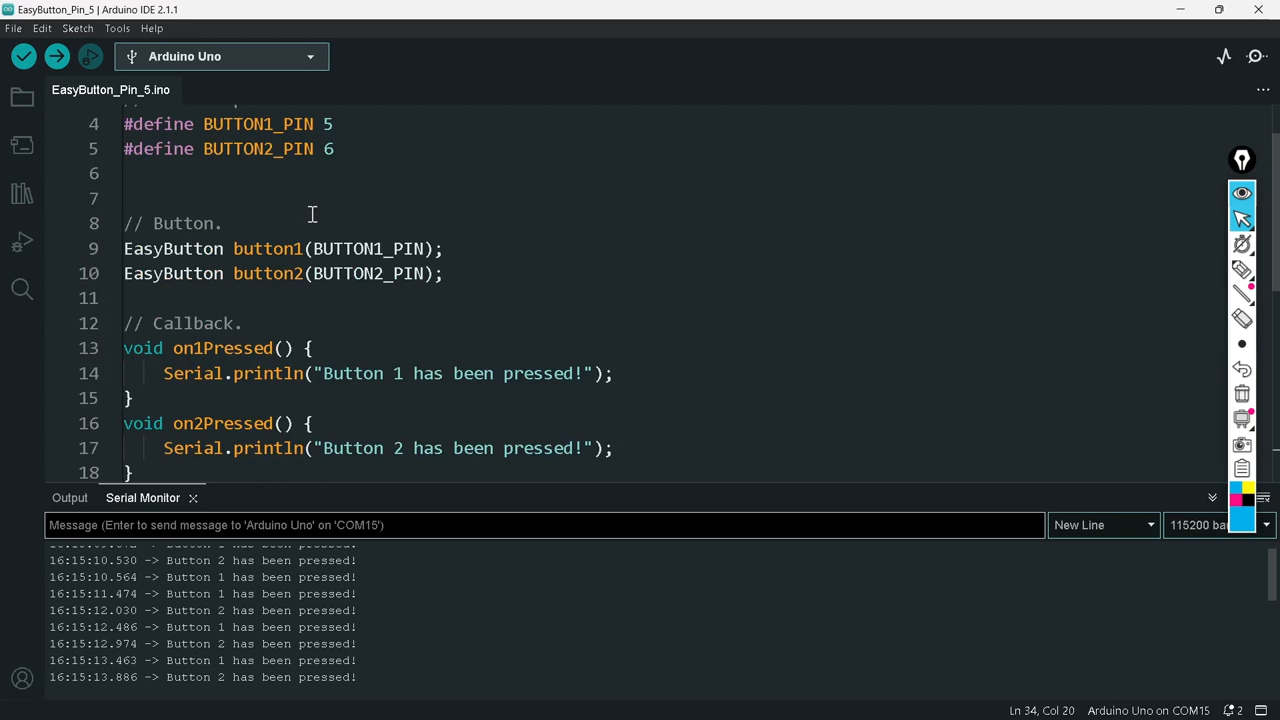 EasyButton_Pin_5 | Arduino IDE 2.1.1
File Edit Sketch Tools Help
Arduino Uno
EasyButton_Pin_5.ino
4 #define BUTTON1_PIN 5
5 #define BUTTON2_PIN 6
6
7
8 // Button.
9 EasyButton button1(BUTTON1_PIN);
10 EasyButton button2(BUTTON2_PIN);
11
12 // Callback.
13 void on1Pressed() {
14 Serial.println("Button 1 has been pressed!");
15 }
16 void on2Pressed() {
17 Serial.println("Button 2 has been pressed!");
18 }
Output Serial Monitor
Message (Enter to send message to 'Arduino Uno' on 'COM15') New Line 115200
16:15:10.530 -> Button 2 has been pressed!
16:15:10.564 -> Button 1 has been pressed!
16:15:11.474 -> Button 1 has been pressed!
16:15:12.030 -> Button 2 has been pressed!
16:15:12.486 -> Button 1 has been pressed!
16:15:12.974 -> Button 2 has been pressed!
16:15:13.463 -> Button 1 has been pressed!
16:15:13.886 -> Button 2 has been pressed!
Ln 34, Col 20 Arduino Uno on COM15 2